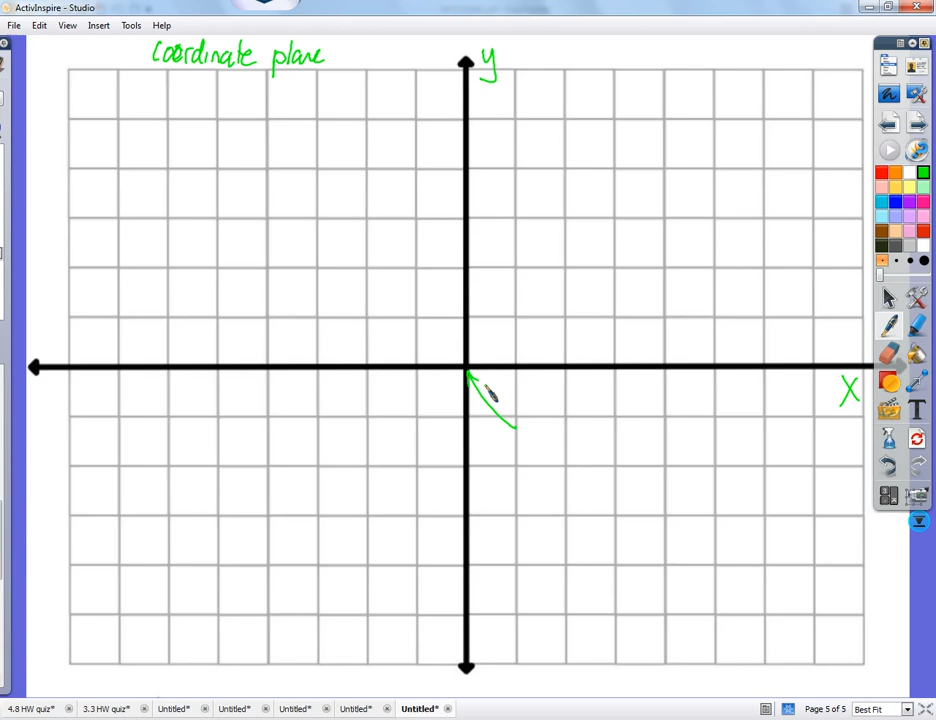 ActivInspire - Studio
File Edit View Insert Tools Help
Coordinate plane
y
X
T
4.8 HW quiz* 3.3 HW quiz* Untitled* Untitled* Untitled* Untitled* Untitled* Page 5 of 5 Best Fit